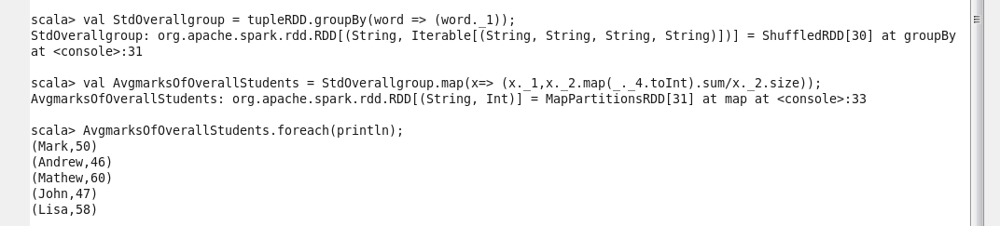 scala> val StdOverallgroup = tupleRDD.groupBy(word => (word._1));
StdOverallgroup: org.apache.spark.rdd.RDD[(String, Iterable[(String, String, String, String)])] = ShuffledRDD[30] at groupBy
at <console>:31
scala> val AvgmarksOfOverallStudents = StdOverallgroup.map(x=> (x._1,x._2.map(_._4.toInt).sum/x._2.size));
AvgmarksOfOverallStudents: org.apache.spark.rdd.RDD[(String, Int)] = MapPartitionsRDD[31] at map at <console>:33
scala> AvgmarksOfOverallStudents.foreach(println);
(Mark,50)
(Andrew,46)
(Mathew,60)
(John,47)
(Lisa,58)